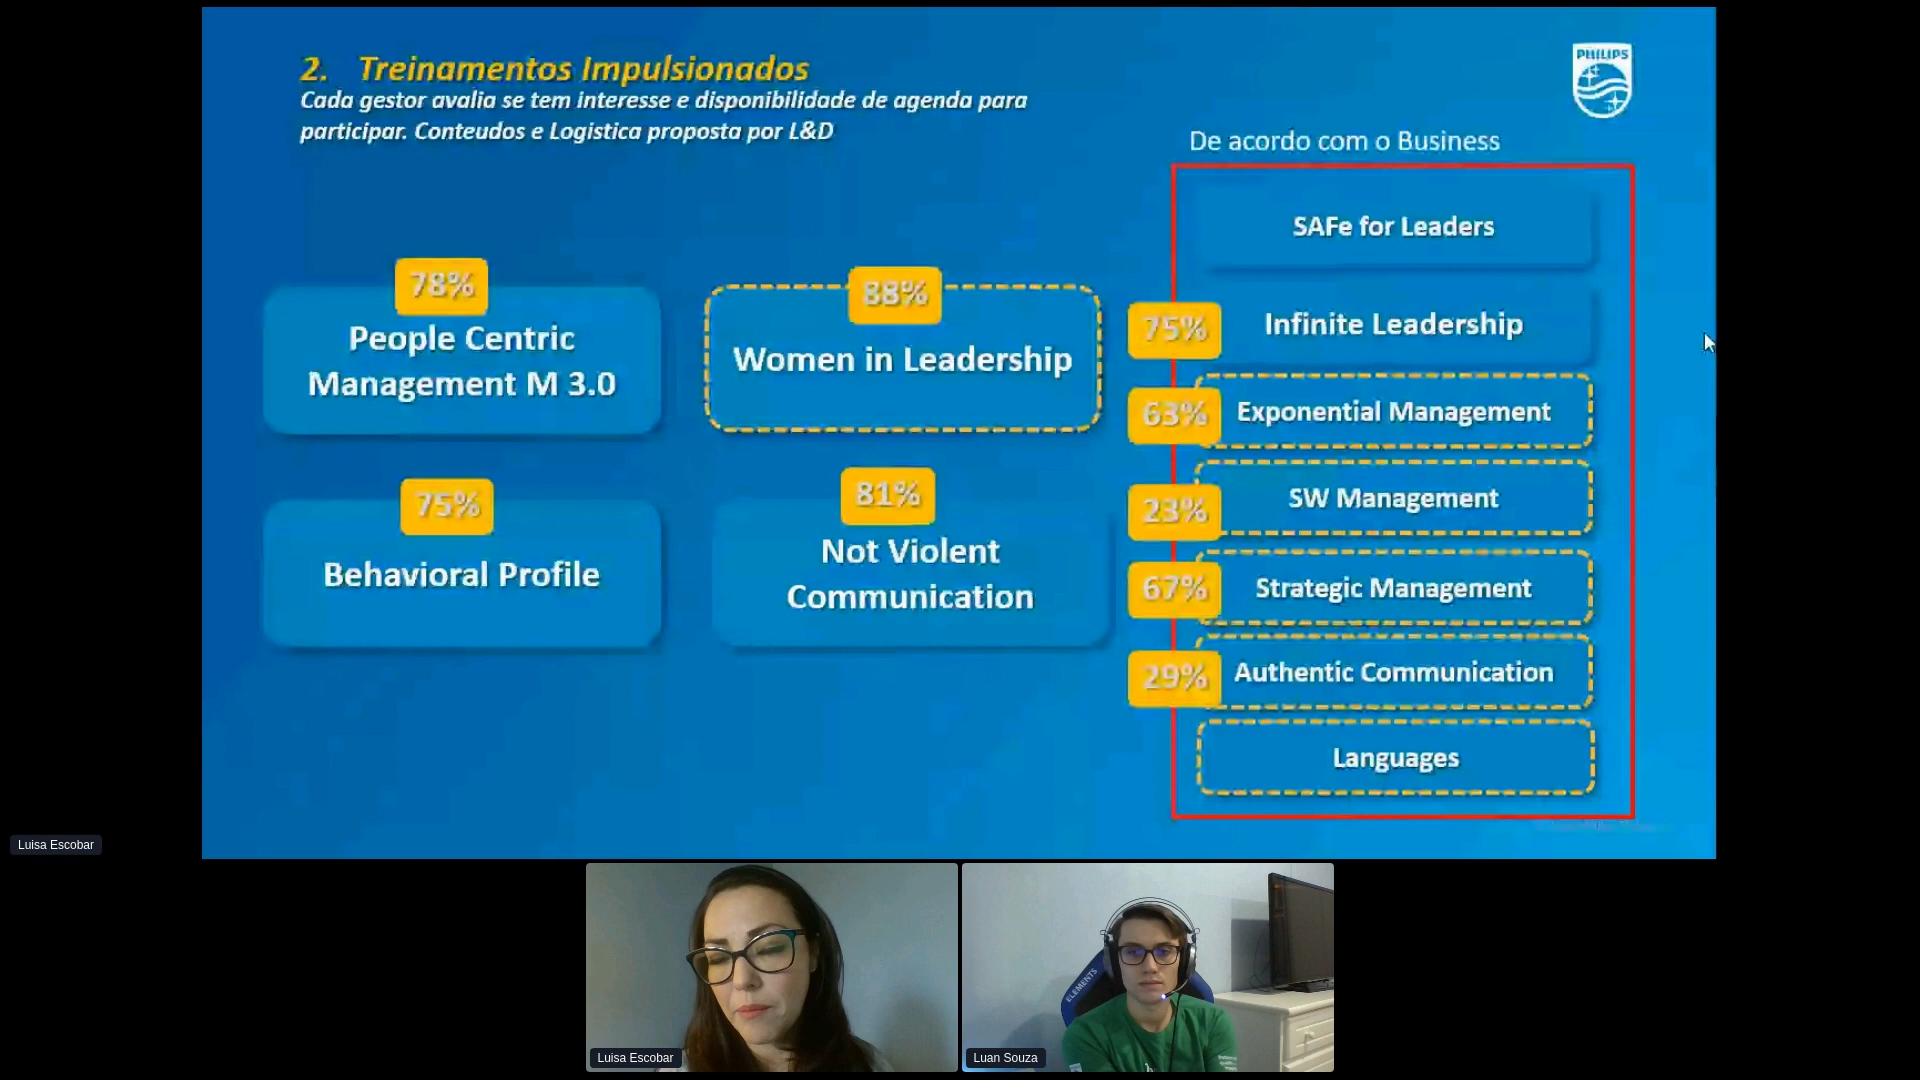 2. Treinamentos Impulsionados
Cada gestor avalia se tem interesse e disponibilidade de agenda para
participar. Conteudos e Logistica proposta por L&D
PHILIPS
De acordo com o Business
78%
People Centric
Management M 3.0
88%
Women in Leadership
75%
Behavioral Profile
81%
Not Violent
Communication
SAFe for Leaders
75%
Infinite Leadership
63%
Exponential Management
23%
SW Management
67%
Strategic Management
29%
Authentic Communication
Languages
Luisa Escobar
Luisa Escobar
ELEMENTS
Luan Souza